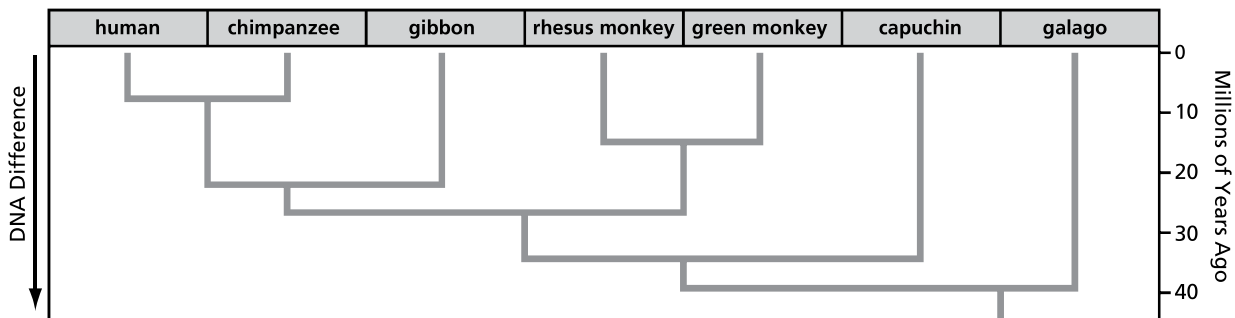 human chimpanzee gibbon rhesus monkey green monkey capuchin galago
DNA Difference
0
10
20
30
40
Millions of Years Ago